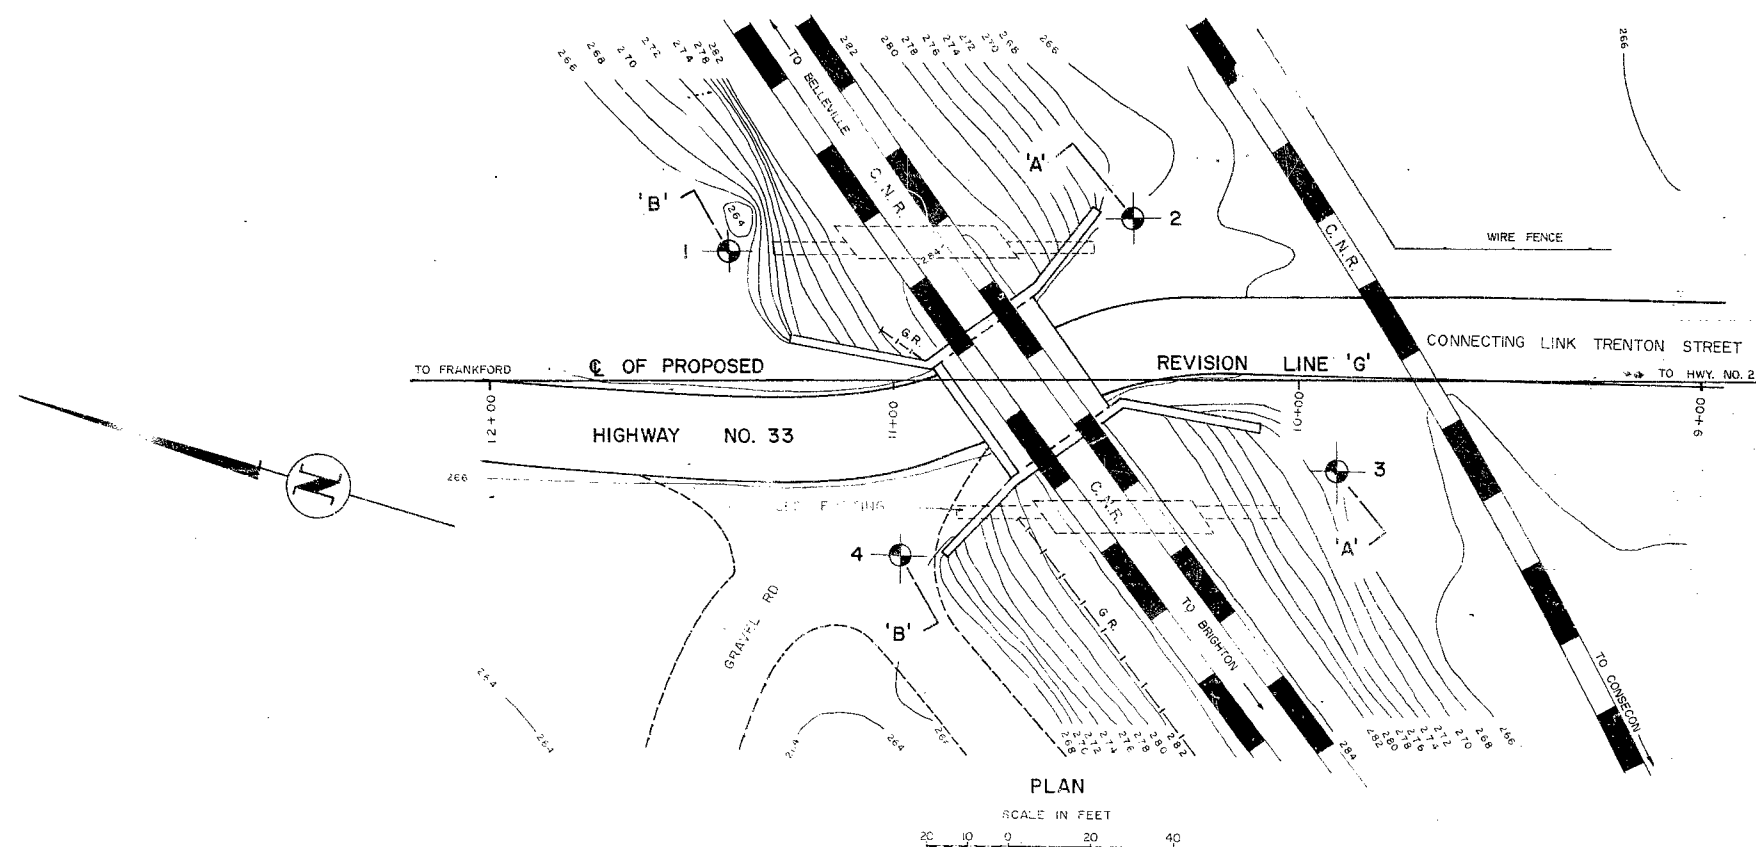 266
268
270
272
274
278
282
TO BELLEVILLE
282
280
278
276
274
272
270
268
266
266
'A'
'B'
264
C. N. R.
1
2
284
C. N. R.
WIRE FENCE
G.R.
TO FRANKFORD
℄ OF PROPOSED
REVISION LINE 'G'
CONNECTING LINK TRENTON STREET
TO HWY. NO. 2
12+00
11+00
10+00
9+00
HIGHWAY NO. 33
N
266
3
C. N. R.
4
'A'
'B'
GRAVEL RD
G R.
TO BRIGHTON
TO CONSECON
264
264
264
268
270
272
274
276
278
280
282
284
282
280
278
276
274
272
270
268
266
PLAN
SCALE IN FEET
20 10 0 20 40